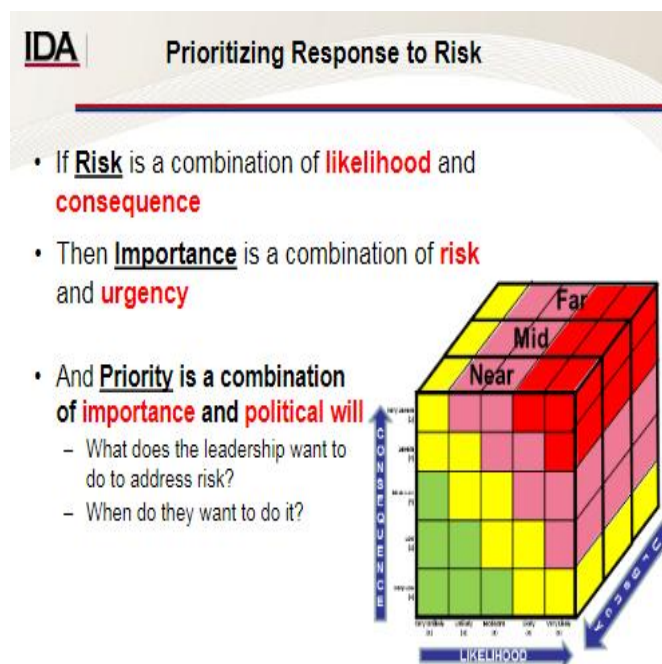 IDA
Prioritizing Response to Risk
• If Risk is a combination of likelihood and
consequence
• Then Importance is a combination of risk
and urgency
• And Priority is a combination
of importance and political will
– What does the leadership want to
do to address risk?
– When do they want to do it?
Far
Mid
Near
CONSEQUENCE
Urgency
LIKELIHOOD